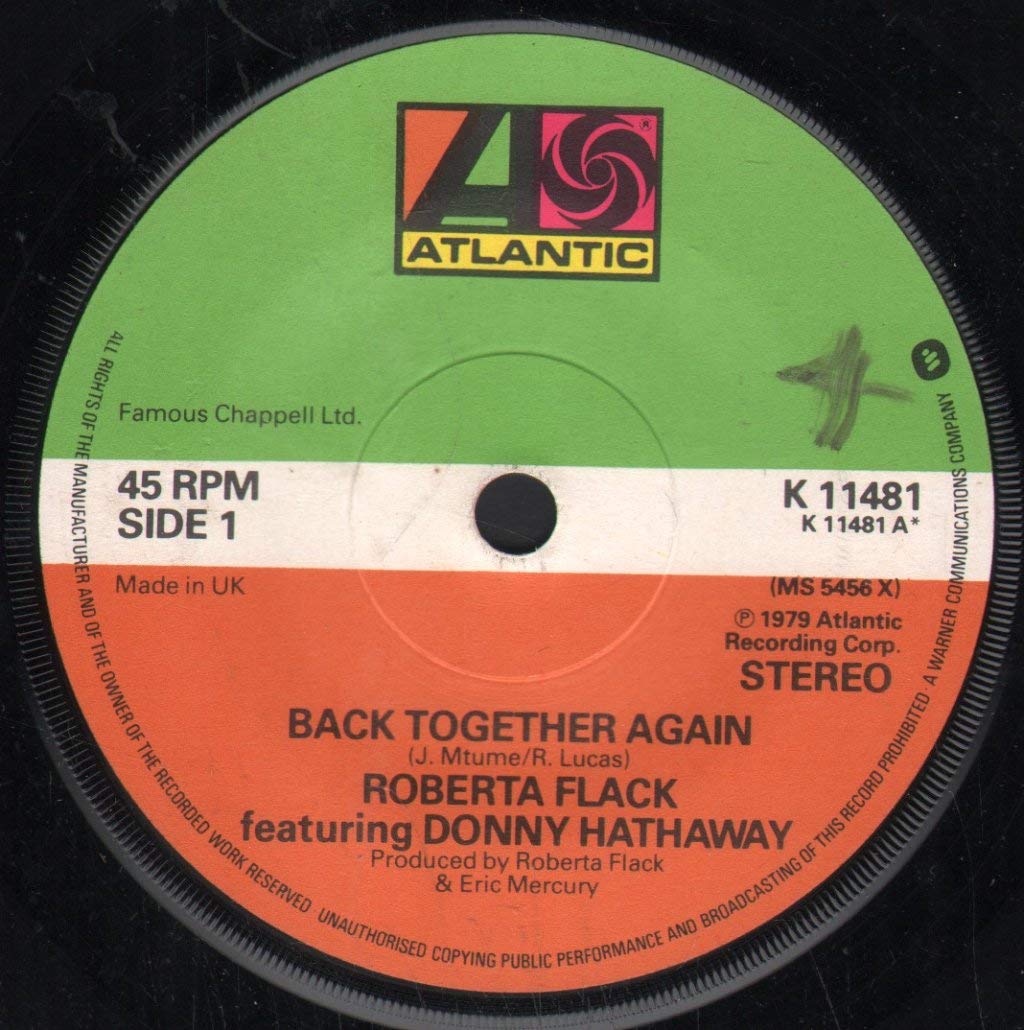 ATLANTIC
®
Famous Chappell Ltd.
45 RPM
SIDE 1
K 11481
K 11481 A*
Made in UK
(MS 5456 X)
℗ 1979 Atlantic
Recording Corp.
STEREO
BACK TOGETHER AGAIN
(J. Mtume/R. Lucas)
ROBERTA FLACK
featuring DONNY HATHAWAY
Produced by Roberta Flack
& Eric Mercury
ALL RIGHTS OF THE MANUFACTURER AND OF THE OWNER OF THE RECORDED WORK RESERVED · UNAUTHORISED COPYING PUBLIC PERFORMANCE AND BROADCASTING OF THIS RECORD PROHIBITED · A WARNER COMMUNICATIONS COMPANY